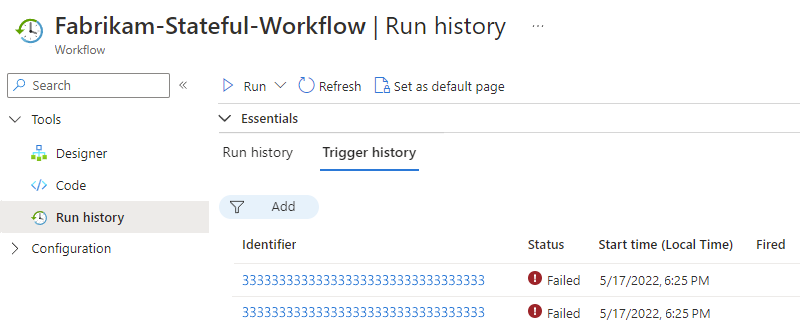 Fabrikam-Stateful-Workflow | Run history ...
Workflow
Search «
Run Refresh Set as default page
Tools
Essentials
Designer
Run history Trigger history
Code
Add
Run history
Configuration
Identifier Status Start time (Local Time) Fired
333333333333333333333333333333333 Failed 5/17/2022, 6:25 PM
333333333333333333333333333333333 Failed 5/17/2022, 6:25 PM